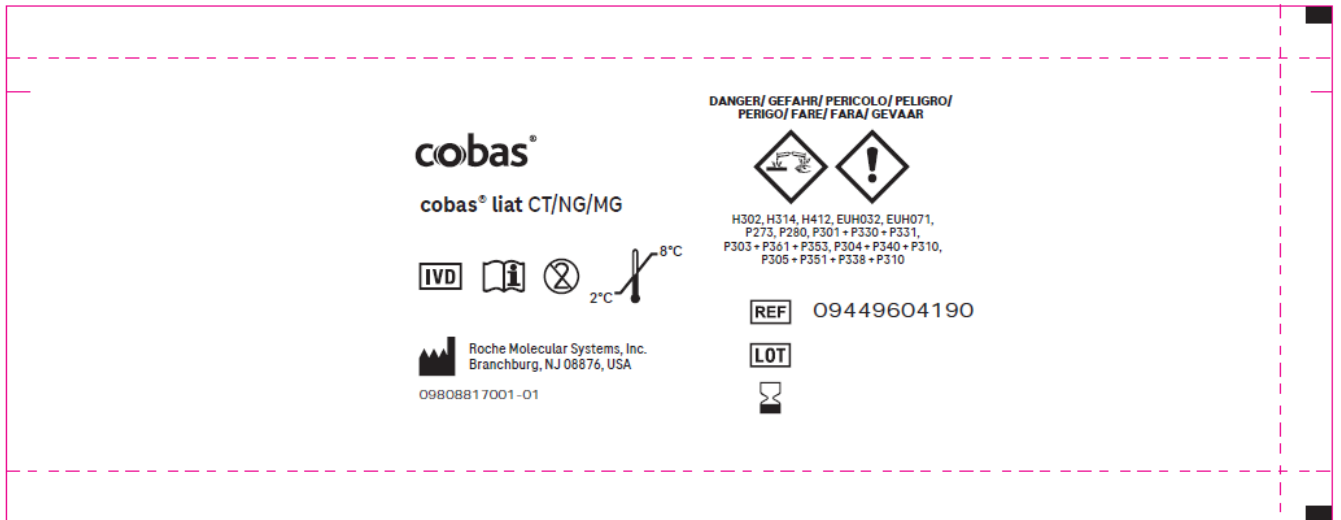 cobas®
cobas® liat CT/NG/MG
IVD
i
2
2°C
8°C
Roche Molecular Systems, Inc.
Branchburg, NJ 08876, USA
09808817001-01
DANGER/ GEFAHR/ PERICOLO/ PELIGRO/
PERIGO/ FARE/ FARA/ GEVAAR
!
H302, H314, H412, EUH032, EUH071,
P273, P280, P301 + P330 + P331,
P303 + P361 + P353, P304 + P340 + P310,
P305 + P351 + P338 + P310
REF 09449604190
LOT